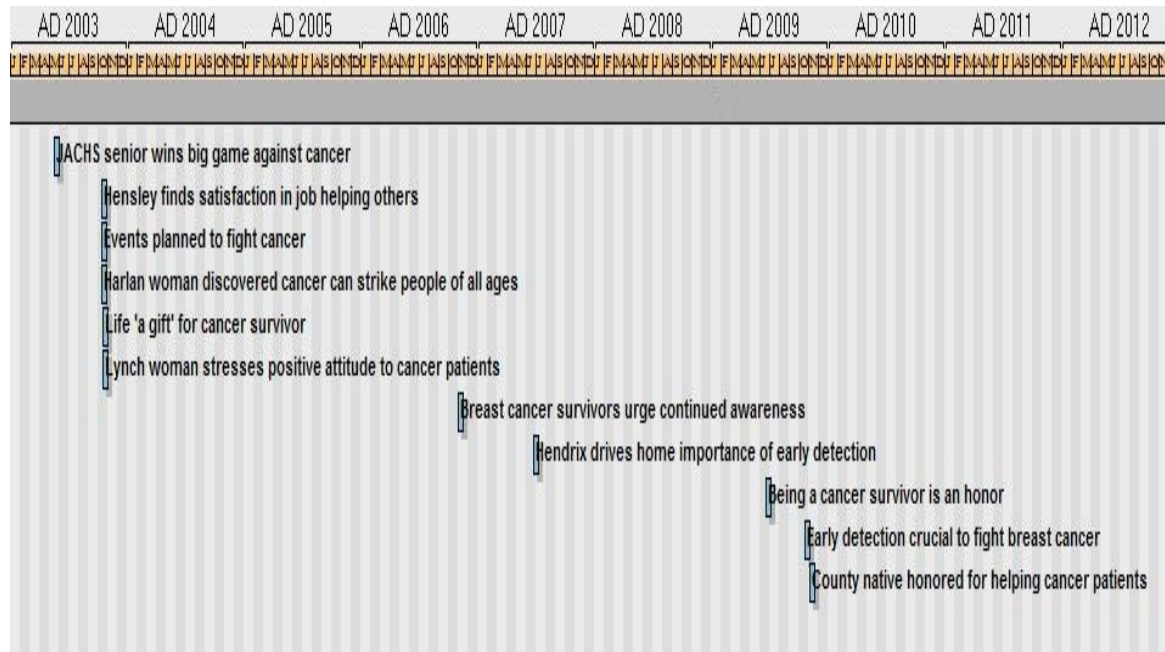 AD 2003 AD 2004 AD 2005 AD 2006 AD 2007 AD 2008 AD 2009 AD 2010 AD 2011 AD 2012
J F M A M J J A S O N D J F M A M J J A S O N D J F M A M J J A S O N D J F M A M J J A S O N D J F M A M J J A S O N D J F M A M J J A S O N D J F M A M J J A S O N D J F M A M J J A S O N D J F M A M J J A S O N D J F M A M J J A S O N
JACHS senior wins big game against cancer
Hensley finds satisfaction in job helping others
Events planned to fight cancer
Harlan woman discovered cancer can strike people of all ages
Life 'a gift' for cancer survivor
Lynch woman stresses positive attitude to cancer patients
Breast cancer survivors urge continued awareness
Hendrix drives home importance of early detection
Being a cancer survivor is an honor
Early detection crucial to fight breast cancer
County native honored for helping cancer patients